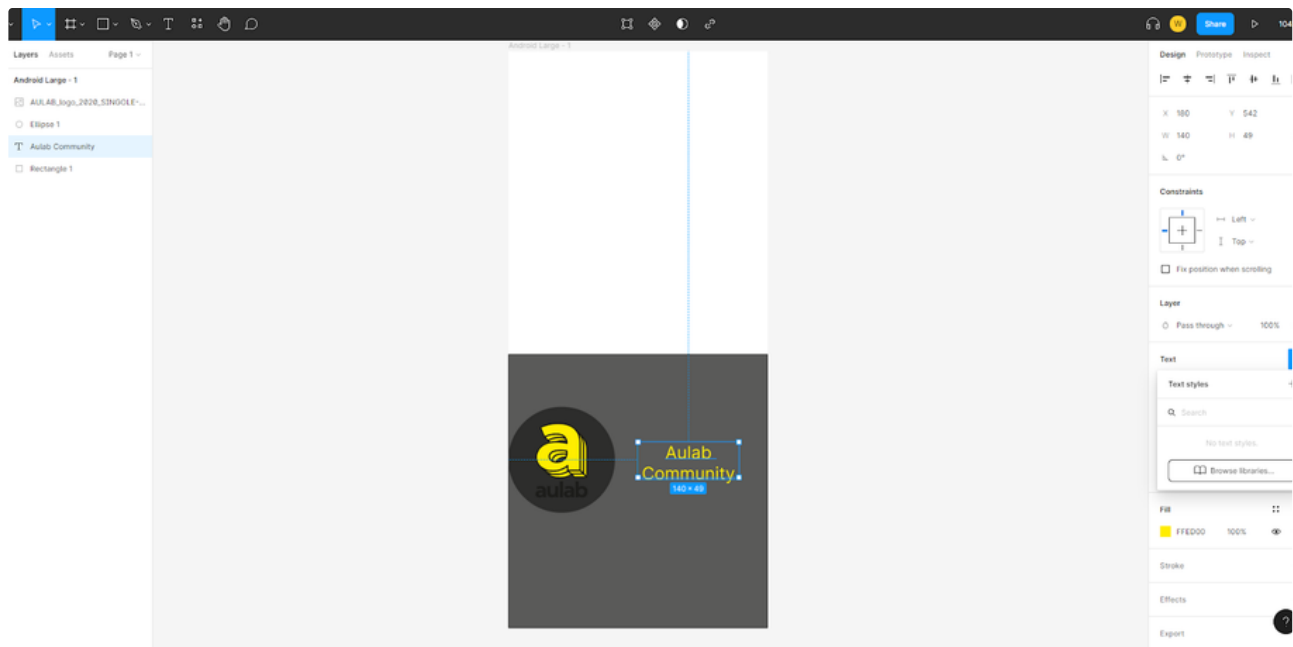 T
W
Share
104
Layers Assets Page 1
Android Large - 1
AULAB_logo_2020_SINGOLE-...
Ellipse 1
T Aulab Community
Rectangle 1
Android Large - 1
a
aulab
Aulab
Community
140 × 49
Design Prototype Inspect
X 180 Y 542
W 140 H 49
0°
Constraints
Left
Top
Fix position when scrolling
Layer
Pass through 100%
Text
Text styles
Search
No text styles.
Browse libraries...
Fill
FFED00 100%
Stroke
Effects
?
Export